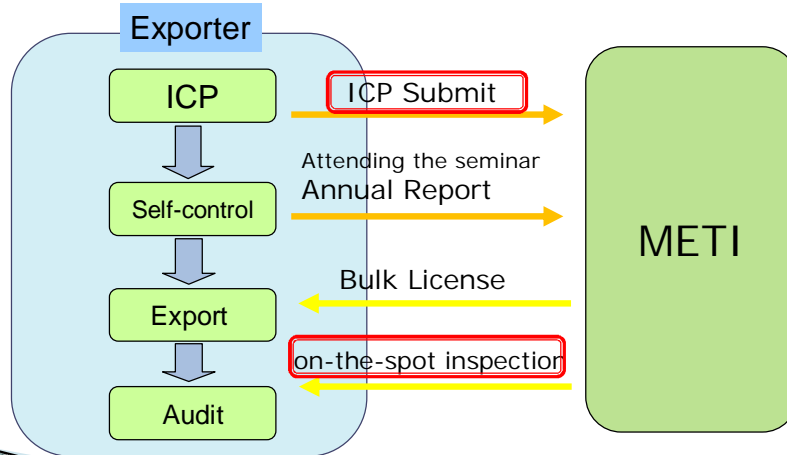 Exporter
ICP
ICP Submit
Attending the seminar
Self-control
Annual Report
METI
Bulk License
Export
on-the-spot inspection
Audit